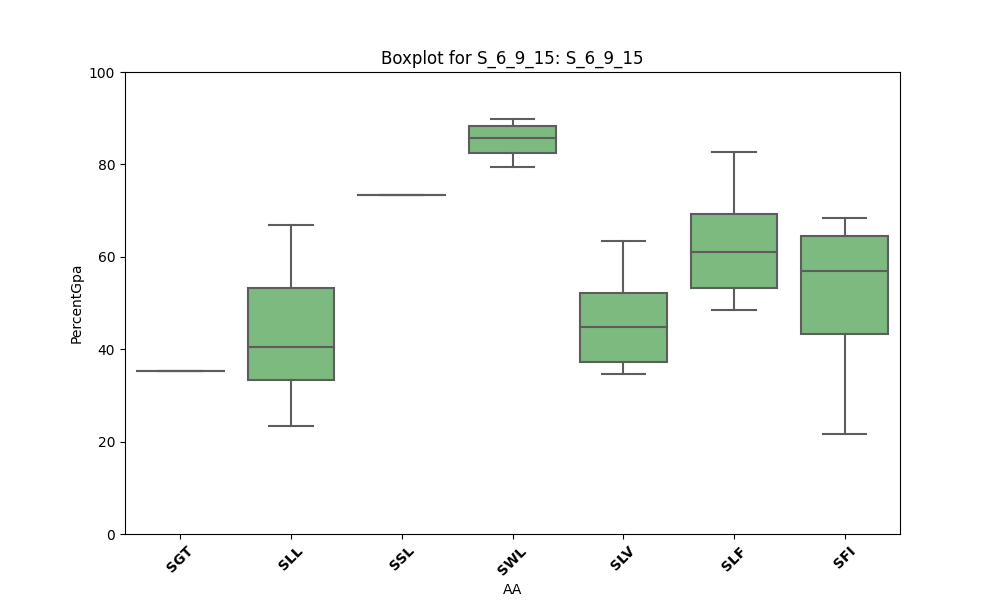 Boxplot for S_6_9_15: S_6_9_15
100
80
60
40
20
0
PercentGpa
SGT
SLL
SSL
SWL
SLV
SLF
SFI
AA